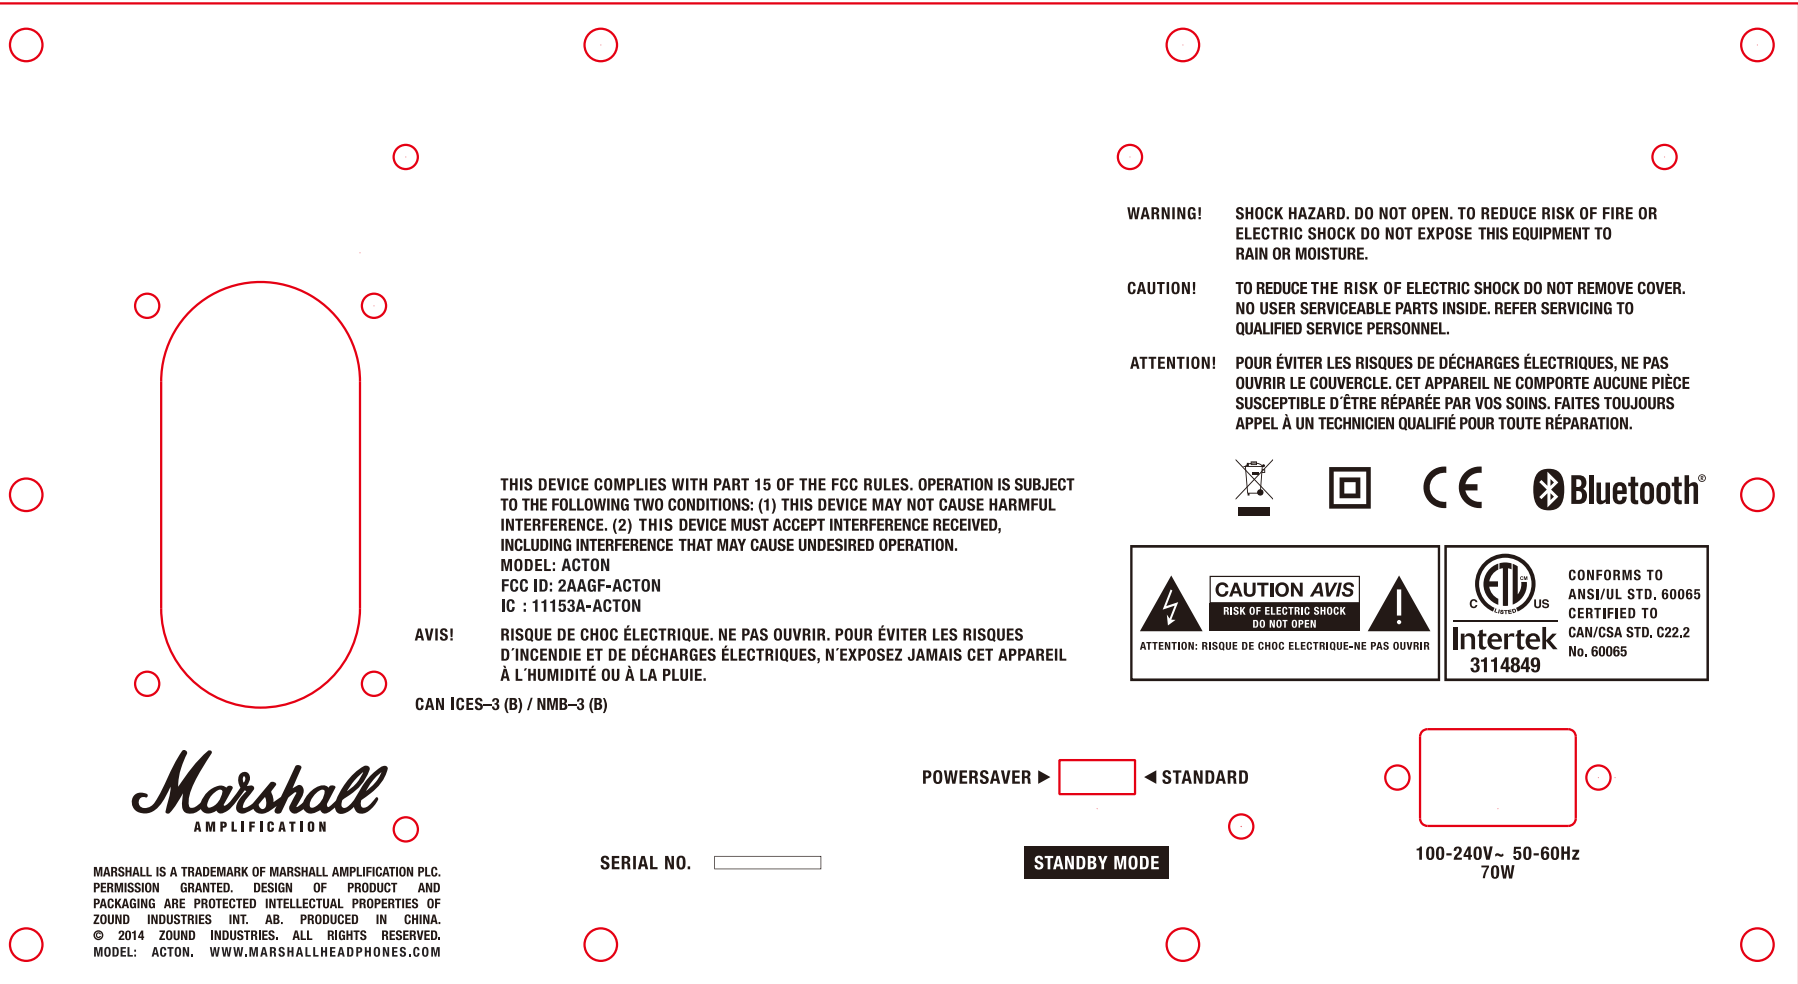 WARNING! SHOCK HAZARD. DO NOT OPEN. TO REDUCE RISK OF FIRE OR
ELECTRIC SHOCK DO NOT EXPOSE THIS EQUIPMENT TO
RAIN OR MOISTURE.
CAUTION! TO REDUCE THE RISK OF ELECTRIC SHOCK DO NOT REMOVE COVER.
NO USER SERVICEABLE PARTS INSIDE. REFER SERVICING TO
QUALIFIED SERVICE PERSONNEL.
ATTENTION! POUR ÉVITER LES RISQUES DE DÉCHARGES ÉLECTRIQUES, NE PAS
OUVRIR LE COUVERCLE. CET APPAREIL NE COMPORTE AUCUNE PIÈCE
SUSCEPTIBLE D´ÊTRE RÉPARÉE PAR VOS SOINS. FAITES TOUJOURS
APPEL À UN TECHNICIEN QUALIFIÉ POUR TOUTE RÉPARATION.
CE Bluetooth®
THIS DEVICE COMPLIES WITH PART 15 OF THE FCC RULES. OPERATION IS SUBJECT
TO THE FOLLOWING TWO CONDITIONS: (1) THIS DEVICE MAY NOT CAUSE HARMFUL
INTERFERENCE. (2) THIS DEVICE MUST ACCEPT INTERFERENCE RECEIVED,
INCLUDING INTERFERENCE THAT MAY CAUSE UNDESIRED OPERATION.
MODEL: ACTON
FCC ID: 2AAGF-ACTON
IC : 11153A-ACTON
AVIS! RISQUE DE CHOC ÉLECTRIQUE. NE PAS OUVRIR. POUR ÉVITER LES RISQUES
D´INCENDIE ET DE DÉCHARGES ÉLECTRIQUES, N´EXPOSEZ JAMAIS CET APPAREIL
À L´HUMIDITÉ OU À LA PLUIE.
CAN ICES–3 (B) / NMB–3 (B)
CAUTION AVIS
RISK OF ELECTRIC SHOCK
DO NOT OPEN
ATTENTION: RISQUE DE CHOC ELECTRIQUE-NE PAS OUVRIR
ETL CM
C LISTED US
Intertek
3114849
CONFORMS TO
ANSI/UL STD. 60065
CERTIFIED TO
CAN/CSA STD. C22.2
No. 60065
Marshall
AMPLIFICATION
POWERSAVER ► ◄ STANDARD
STANDBY MODE
SERIAL NO.
100-240V~ 50-60Hz
70W
MARSHALL IS A TRADEMARK OF MARSHALL AMPLIFICATION PLC.
PERMISSION GRANTED. DESIGN OF PRODUCT AND
PACKAGING ARE PROTECTED INTELLECTUAL PROPERTIES OF
ZOUND INDUSTRIES INT. AB. PRODUCED IN CHINA.
© 2014 ZOUND INDUSTRIES. ALL RIGHTS RESERVED.
MODEL: ACTON. WWW.MARSHALLHEADPHONES.COM